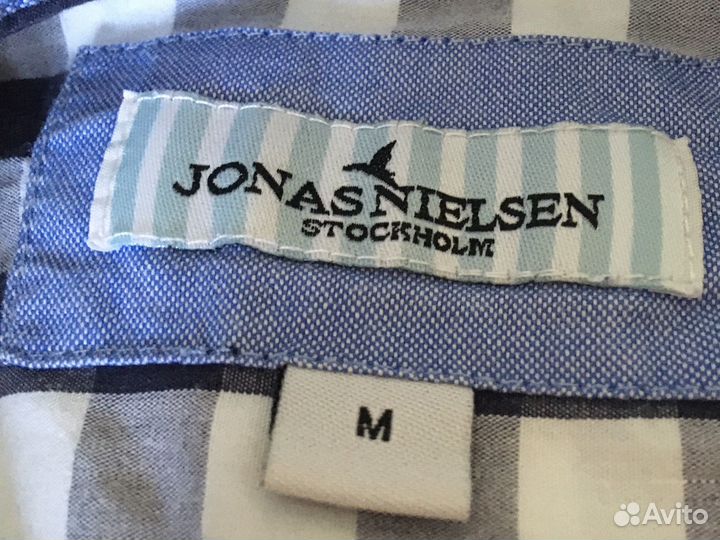 JONAS NIELSEN
STOCKHOLM
M
Avito